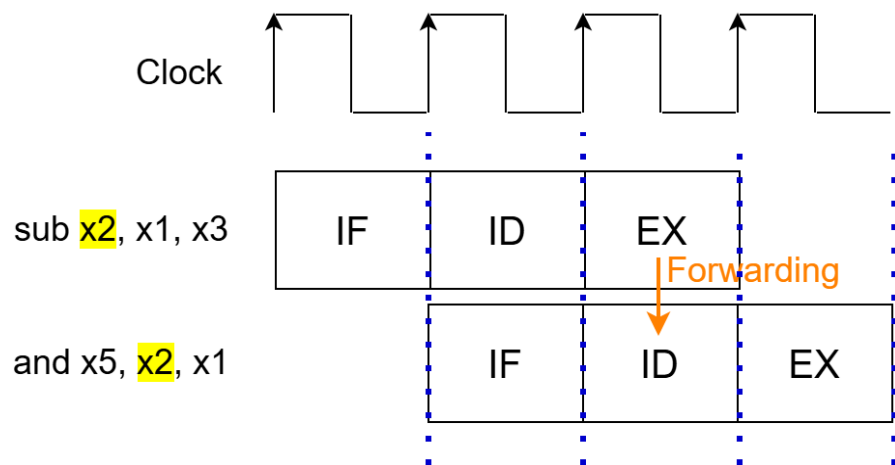 Clock
sub x2, x1, x3
IF
ID
EX
Forwarding
and x5, x2, x1
IF
ID
EX